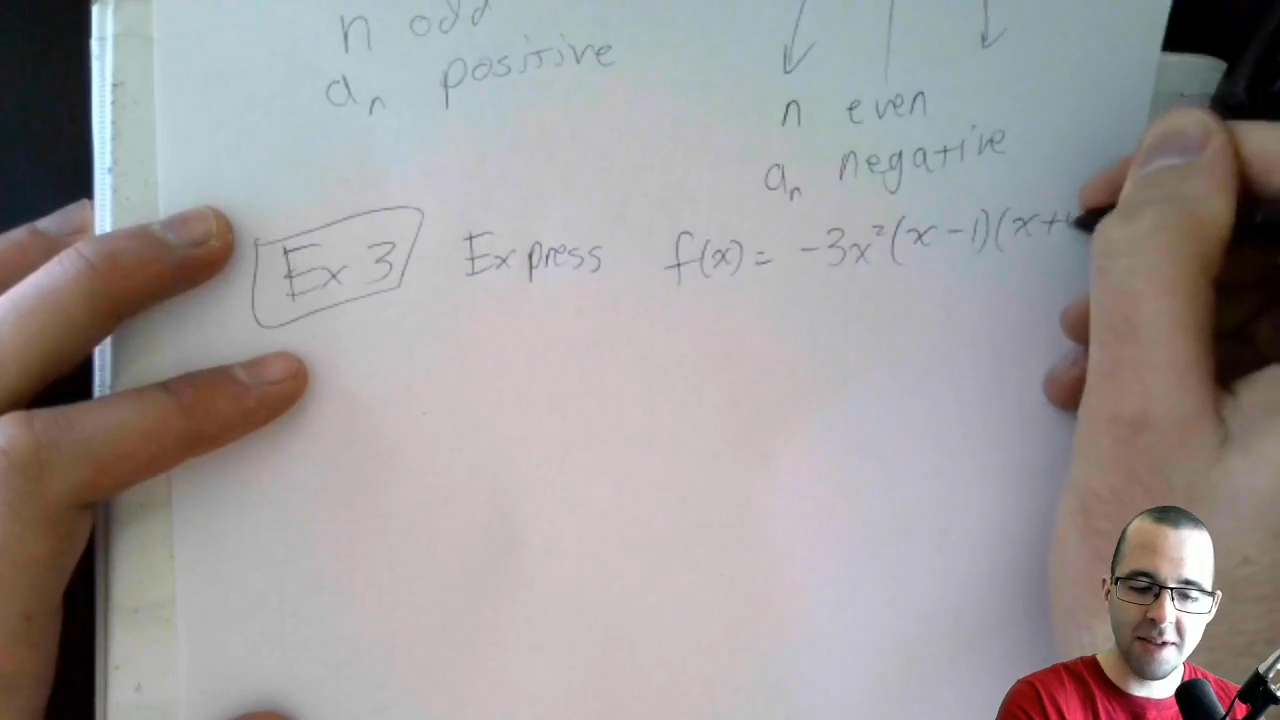 n odd
aₙ positive
n even
aₙ negative
Ex 3 Express f(x) = -3x²(x-1)(x+